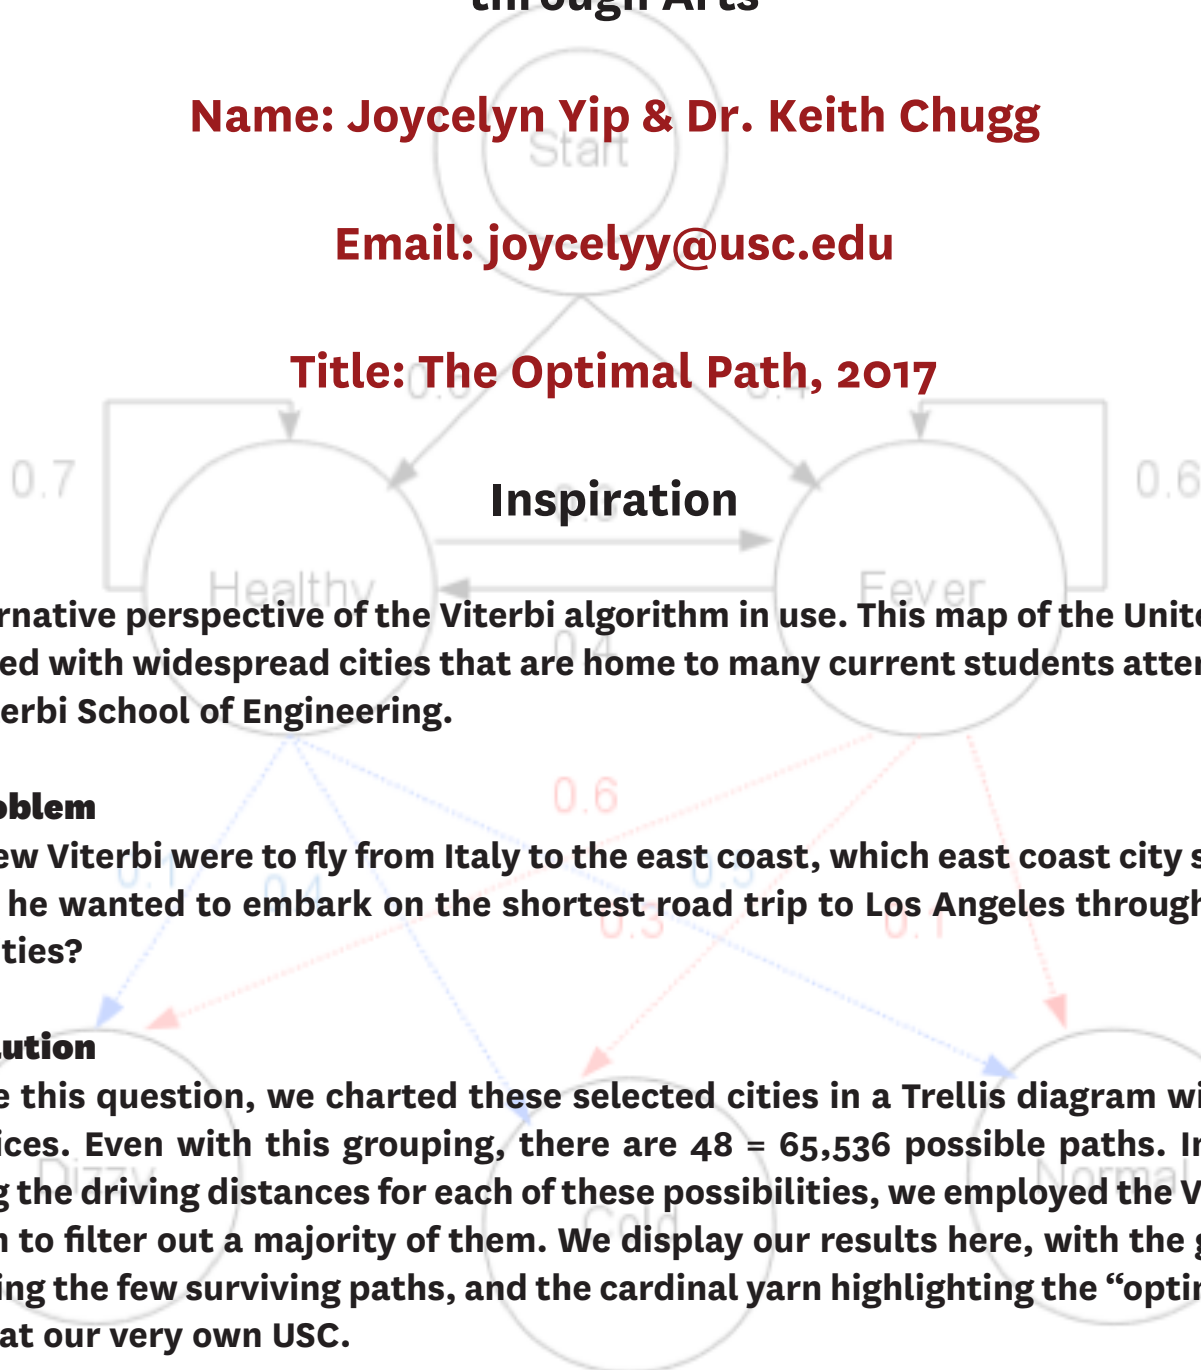 through Arts
Name: Joycelyn Yip & Dr. Keith Chugg
Start
Email: joycelyy@usc.edu
Title: The Optimal Path, 2017
0.4
0.7
0.6
Inspiration
Healthy
Fever
rnative perspective of the Viterbi algorithm in use. This map of the Unite
ed with widespread cities that are home to many current students atten
0.4
erbi School of Engineering.
0.6
oblem
ew Viterbi were to fly from Italy to the east coast, which east coast city s
0.1
0.4
0.5
he wanted to embark on the shortest road trip to Los Angeles through
0.3
0.1
ties?
ution
e this question, we charted these selected cities in a Trellis diagram wi
ices. Even with this grouping, there are 48 = 65,536 possible paths. In
Dizzy
Normal
g the driving distances for each of these possibilities, we employed the V
Cold
n to filter out a majority of them. We display our results here, with the g
ing the few surviving paths, and the cardinal yarn highlighting the “optim
at our very own USC.